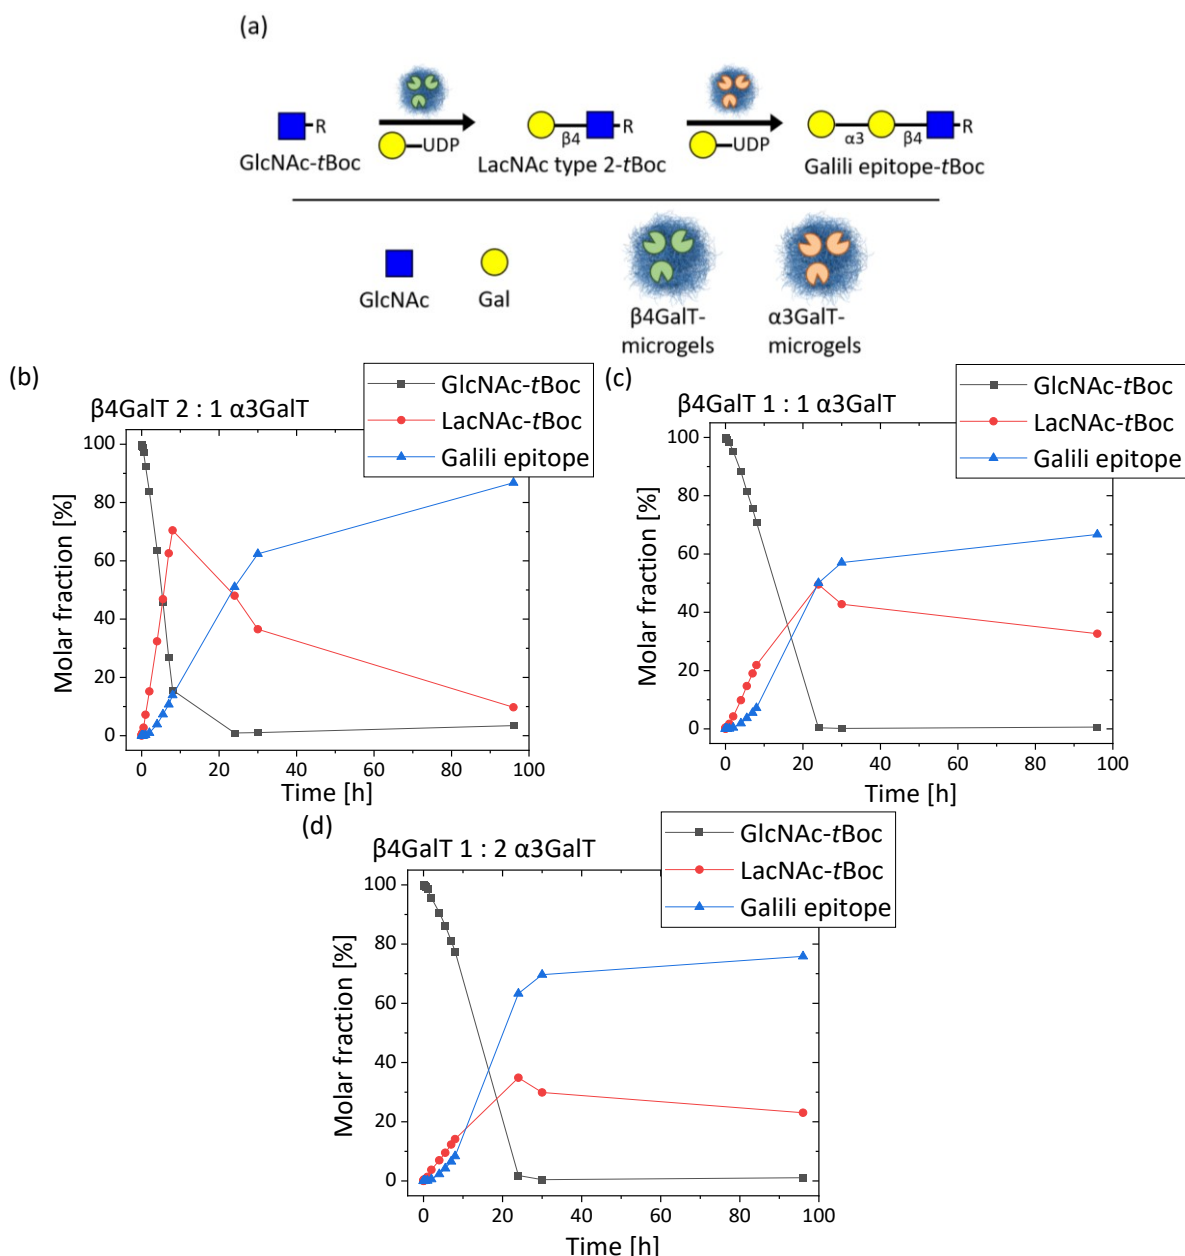 (a)
R
UDP
β4
R
UDP
α3
β4
R
GlcNAc-tBoc
LacNAc type 2-tBoc
Galili epitope-tBoc
GlcNAc
Gal
β4GalT-
microgels
α3GalT-
microgels
(b)
β4GalT 2 : 1 α3GalT
GlcNAc-tBoc
LacNAc-tBoc
Galili epitope
Molar fraction [%]
100
80
60
40
20
0
0
20
40
60
80
100
Time [h]
(c)
β4GalT 1 : 1 α3GalT
GlcNAc-tBoc
LacNAc-tBoc
Galili epitope
Molar fraction [%]
100
80
60
40
20
0
0
20
40
60
80
100
Time [h]
(d)
β4GalT 1 : 2 α3GalT
GlcNAc-tBoc
LacNAc-tBoc
Galili epitope
Molar fraction [%]
100
80
60
40
20
0
0
20
40
60
80
100
Time [h]